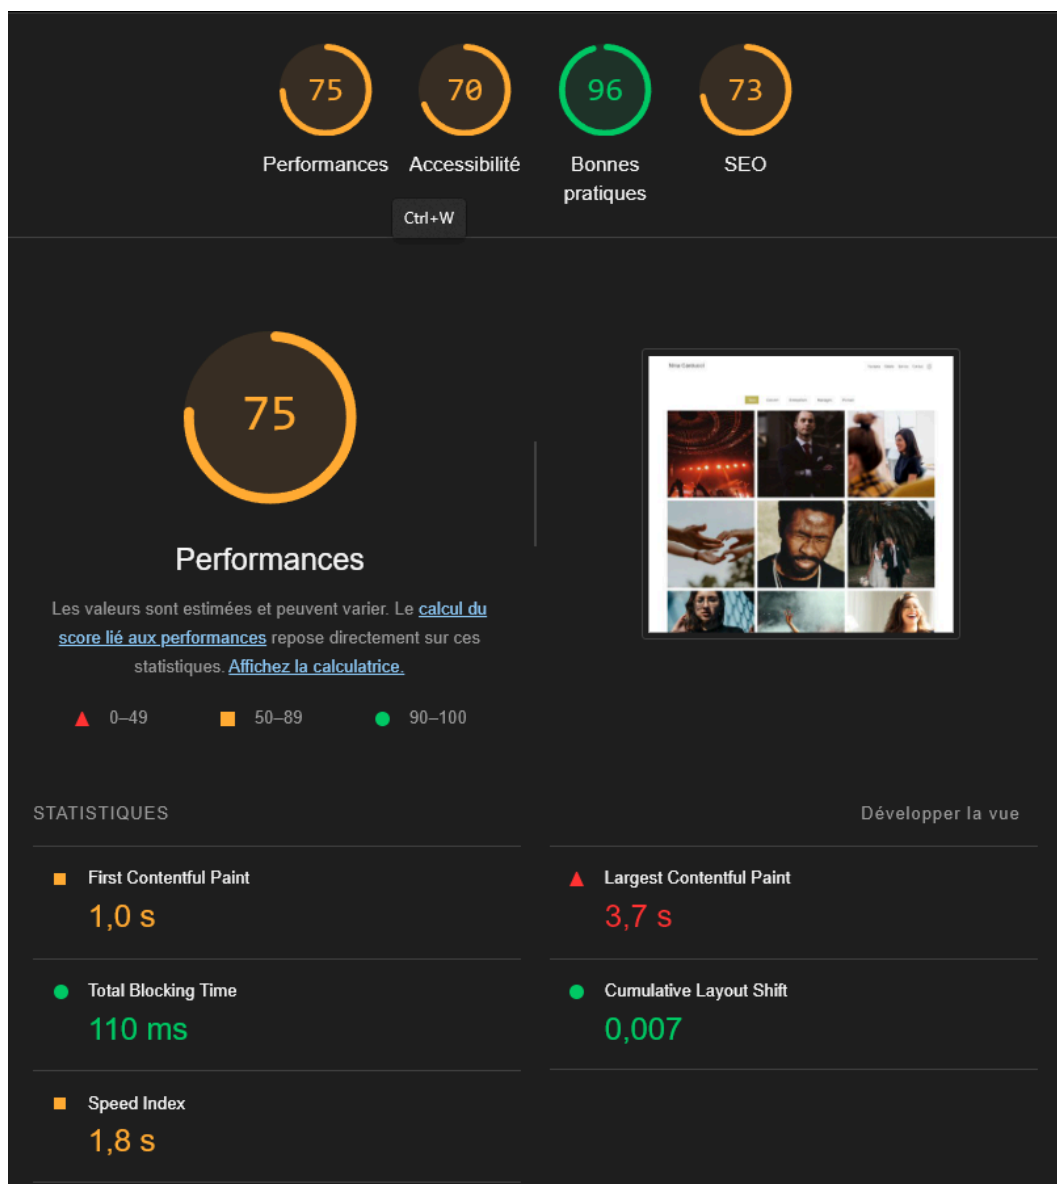 75
70
96
73
Performances
Accessibilité
Bonnes
pratiques
SEO
Ctrl+W
75
Performances
Les valeurs sont estimées et peuvent varier. Le calcul du
score lié aux performances repose directement sur ces
statistiques. Affichez la calculatrice.
0–49
50–89
90–100
Nina Carducci
STATISTIQUES
Développer la vue
First Contentful Paint
1,0 s
Largest Contentful Paint
3,7 s
Total Blocking Time
110 ms
Cumulative Layout Shift
0,007
Speed Index
1,8 s